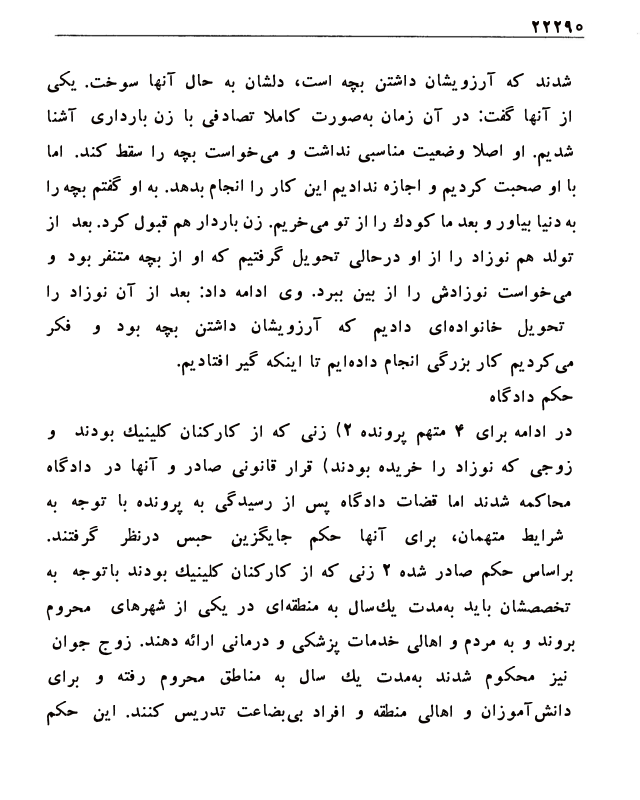 ۲۲۲۹۵
شدند که آرزویشان داشتن بچه است، دلشان به حال آنها سوخت. یکی
از آنها گفت: در آن زمان به‌صورت کاملا تصادفی با زن بارداری آشنا
شدیم. او اصلا وضعیت مناسبی نداشت و می‌خواست بچه را سقط کند. اما
با او صحبت کردیم و اجازه ندادیم این کار را انجام بدهد. به او گفتم بچه را
به دنیا بیاور و بعد ما کودك را از تو می‌خریم. زن باردار هم قبول کرد. بعد از
تولد هم نوزاد را از او درحالی تحویل گرفتیم که او از بچه متنفر بود و
می‌خواست نوزادش را از بین ببرد. وی ادامه داد: بعد از آن نوزاد را
تحویل خانواده‌ای دادیم که آرزویشان داشتن بچه بود و فکر
می‌کردیم کار بزرگی انجام داده‌ایم تا اینکه گیر افتادیم.
حکم دادگاه
در ادامه برای ۴ متهم پرونده ۲) زنی که از کارکنان کلینیك بودند و
زوجی که نوزاد را خریده بودند) قرار قانونی صادر و آنها در دادگاه
محاکمه شدند اما قضات دادگاه پس از رسیدگی به پرونده با توجه به
شرایط متهمان، برای آنها حکم جایگزین حبس درنظر گرفتند.
براساس حکم صادر شده ۲ زنی که از کارکنان کلینیك بودند باتوجه به
تخصصشان باید به‌مدت یك‌سال به منطقه‌ای در یکی از شهرهای محروم
بروند و به مردم و اهالی خدمات پزشکی و درمانی ارائه دهند. زوج جوان
نیز محکوم شدند به‌مدت یك سال به مناطق محروم رفته و برای
دانش‌آموزان و اهالی منطقه و افراد بی‌بضاعت تدریس کنند. این حکم